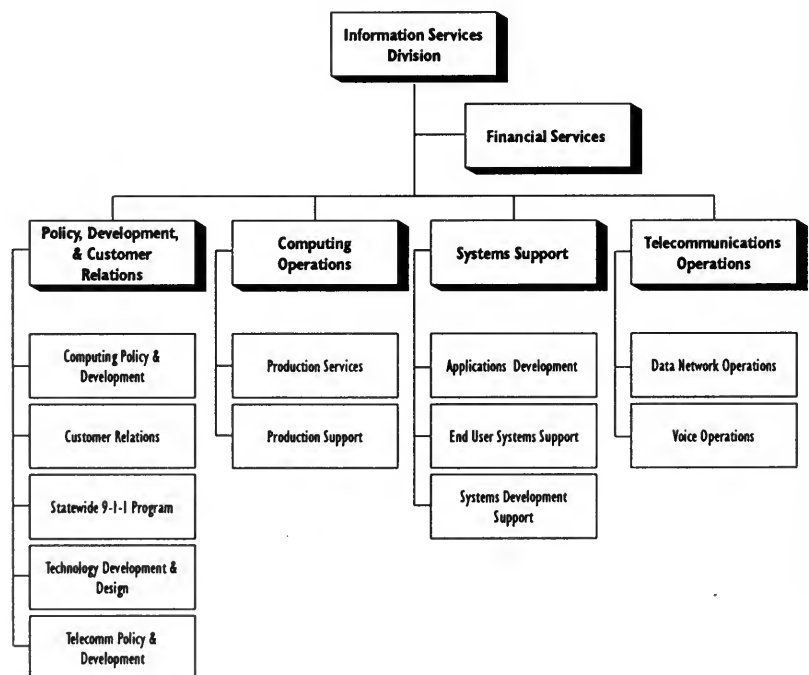 Information Services
Division
Financial Services
Policy, Development,
& Customer
Relations
Computing
Operations
Systems Support
Telecommunications
Operations
Computing Policy &
Development
Customer Relations
Statewide 9-1-1 Program
Technology Development &
Design
Telecomm Policy &
Development
Production Services
Production Support
Applications Development
End User Systems Support
Systems Development
Support
Data Network Operations
Voice Operations